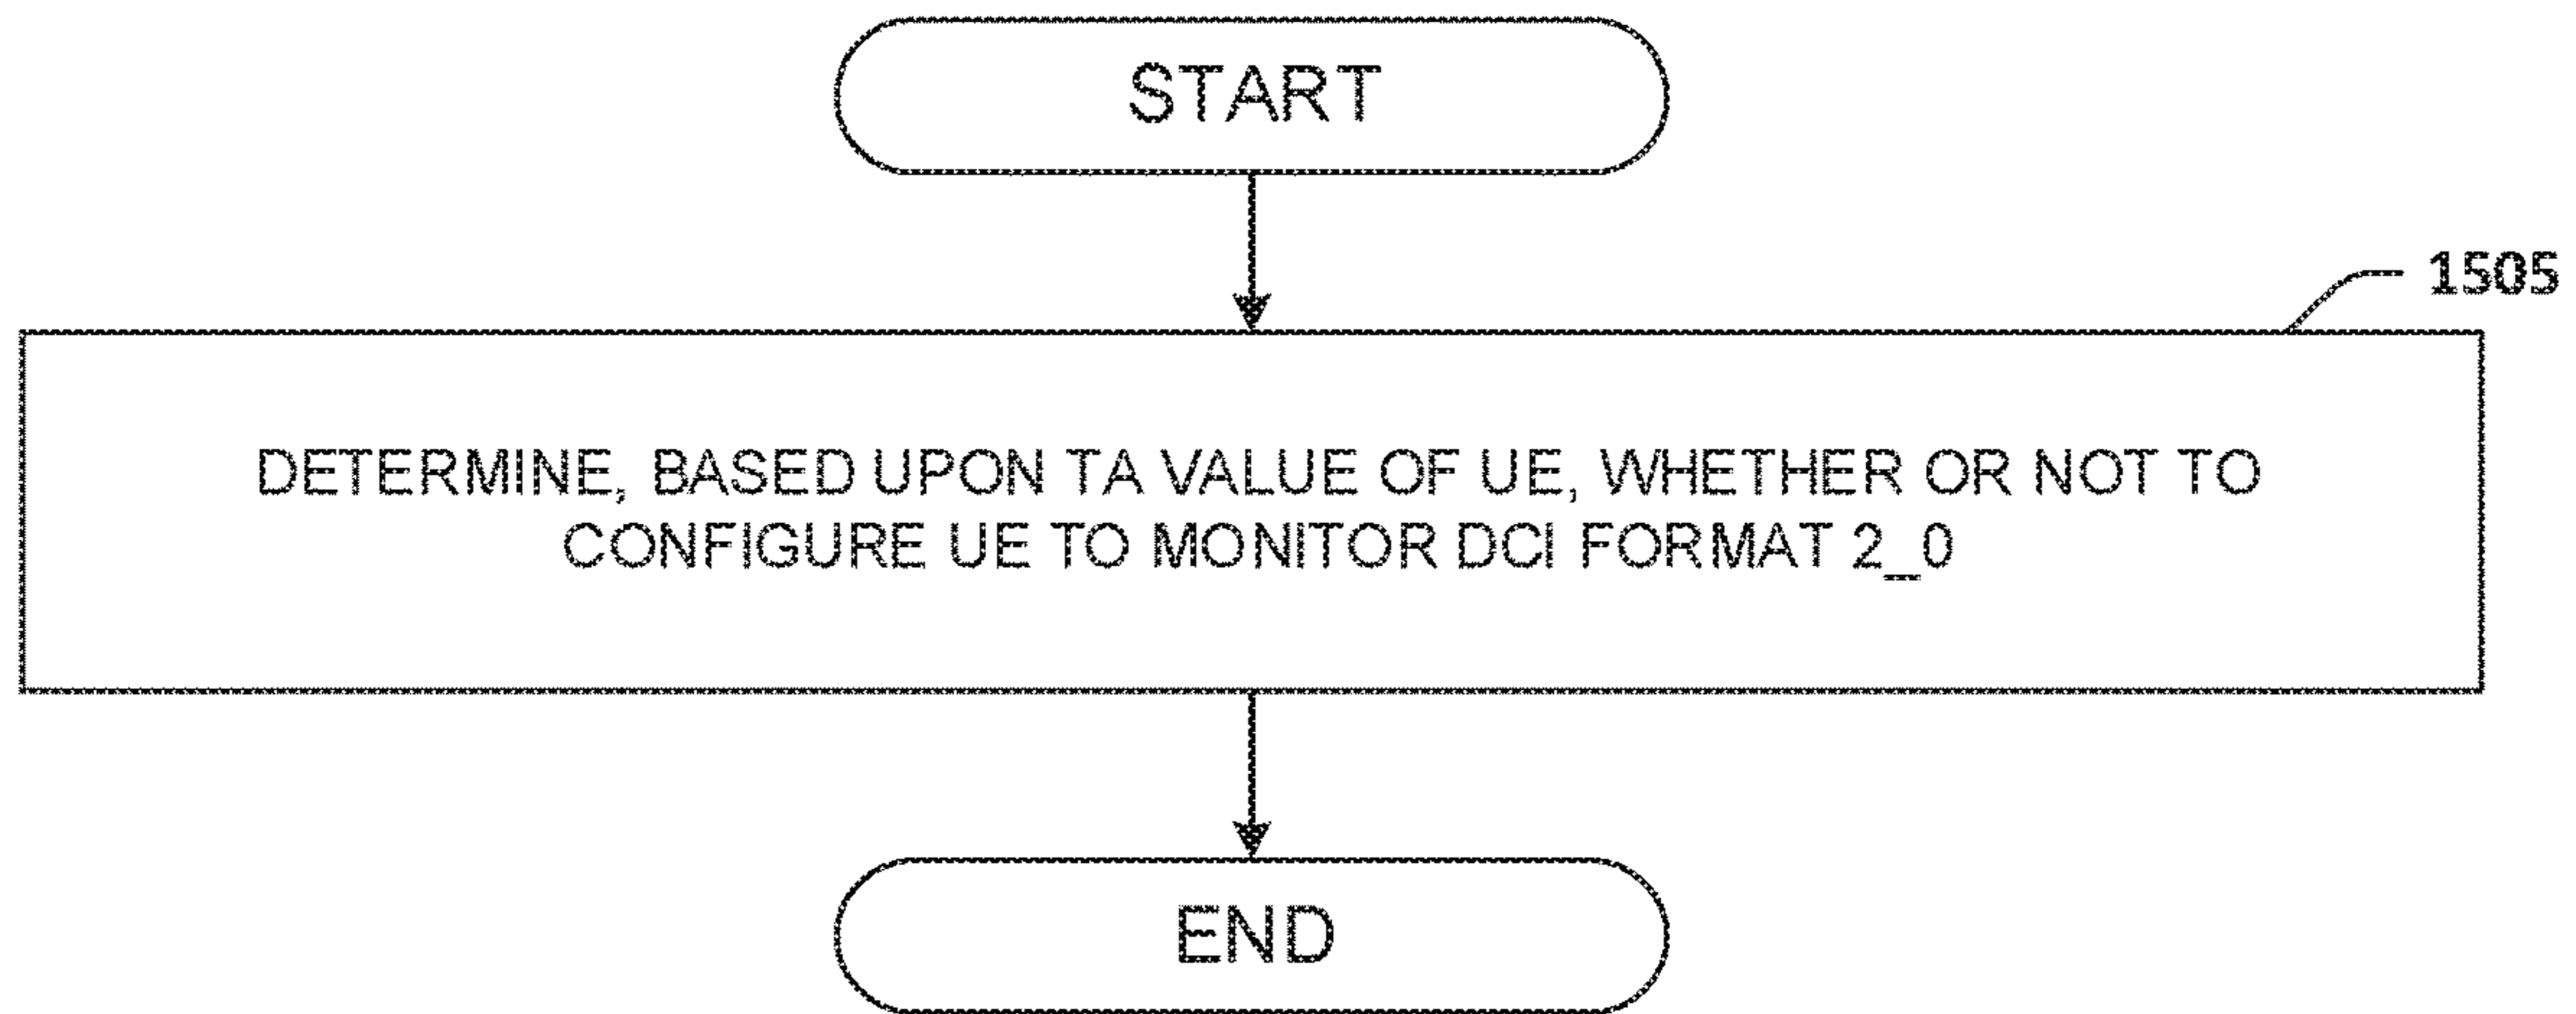 START
1505
DETERMINE, BASED UPON TA VALUE OF UE, WHETHER OR NOT TO
CONFIGURE UE TO MONITOR DCI FORMAT 2_0
END